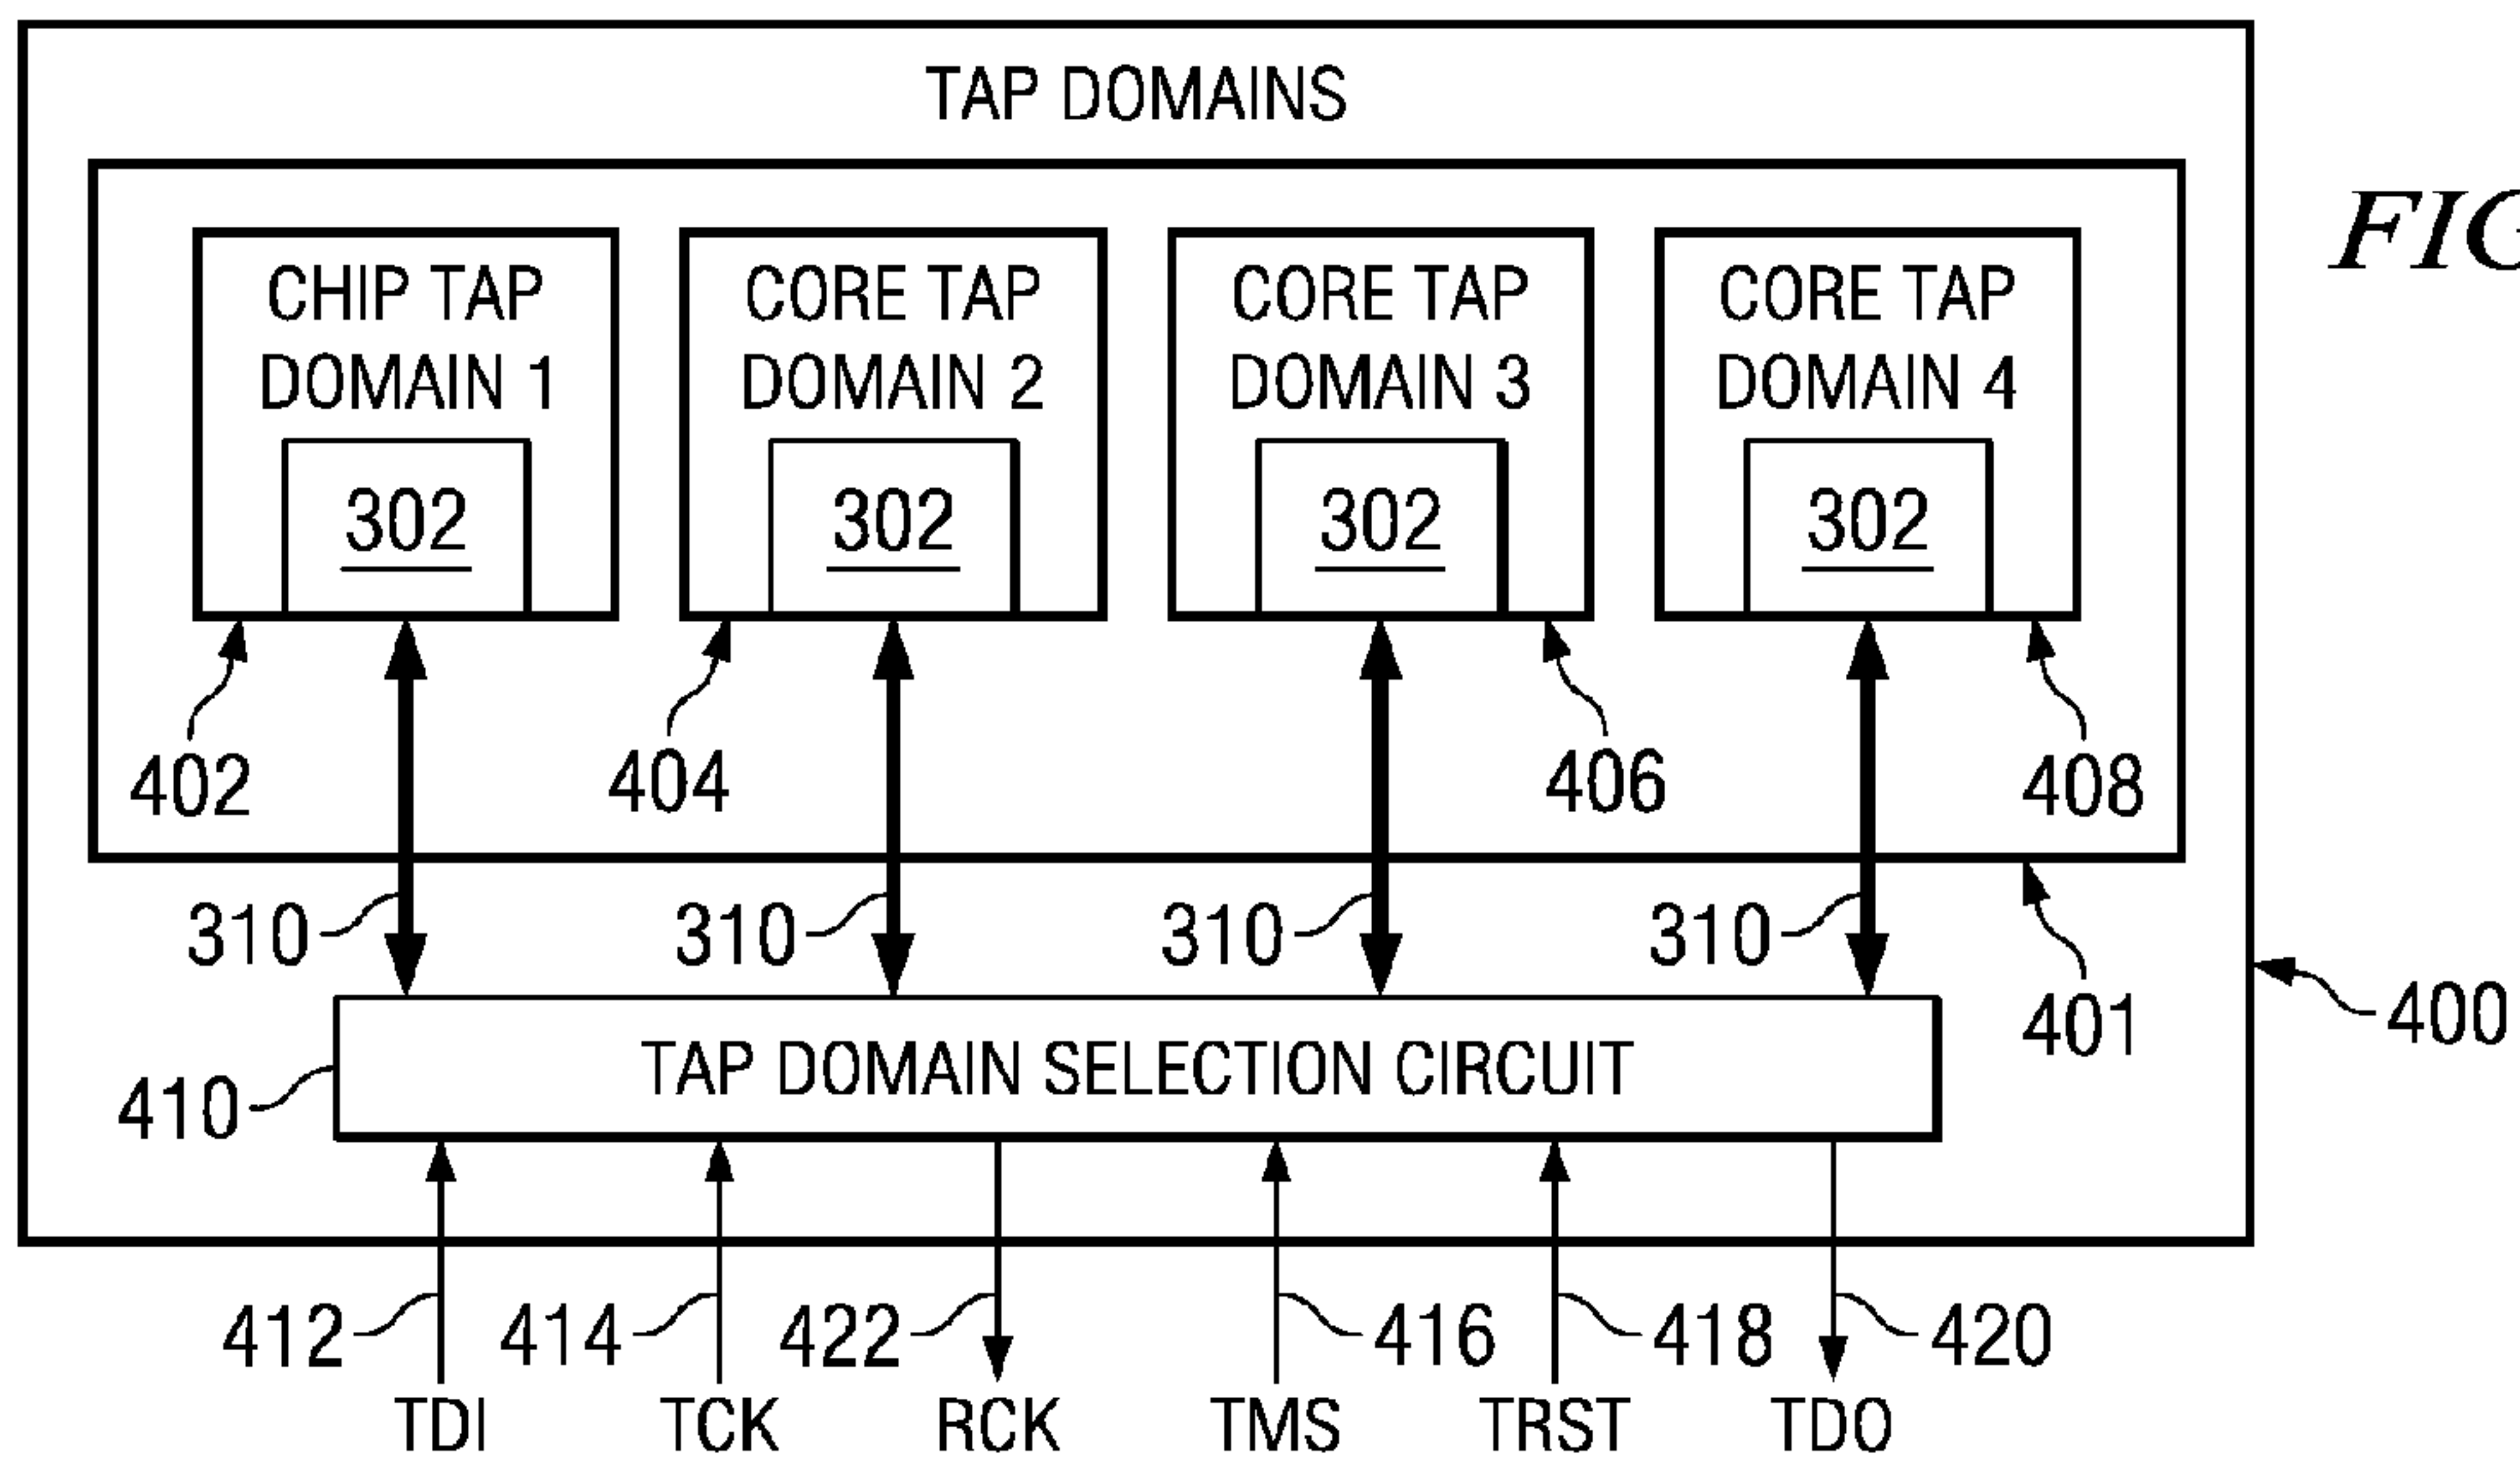 TAP DOMAINS
FIG
CHIP TAP
DOMAIN 1
302
CORE TAP
DOMAIN 2
302
CORE TAP
DOMAIN 3
302
CORE TAP
DOMAIN 4
302
402
404
406
408
310
310
310
310
401
400
410
TAP DOMAIN SELECTION CIRCUIT
412
414
422
416
418
420
TDI
TCK
RCK
TMS
TRST
TDO